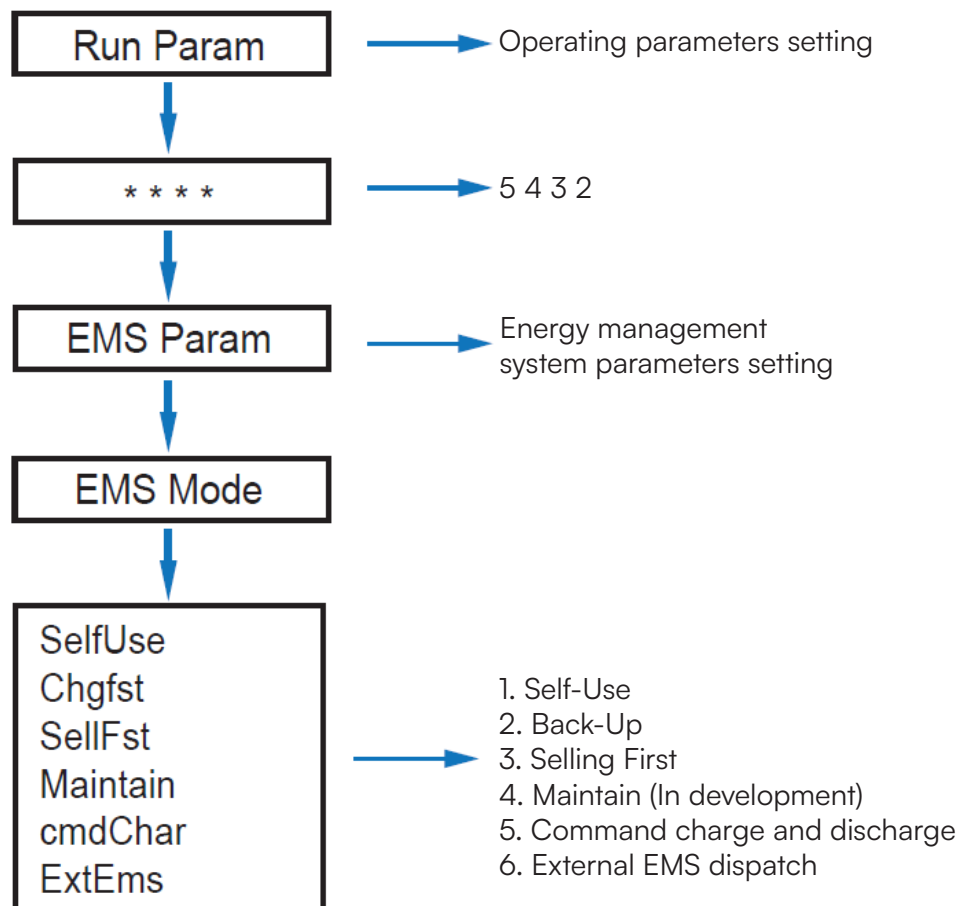 Run Param
Operating parameters setting
* * * *
5 4 3 2
EMS Param
Energy management
system parameters setting
EMS Mode
SelfUse
Chgfst
SellFst
Maintain
cmdChar
ExtEms
1. Self-Use
2. Back-Up
3. Selling First
4. Maintain (In development)
5. Command charge and discharge
6. External EMS dispatch